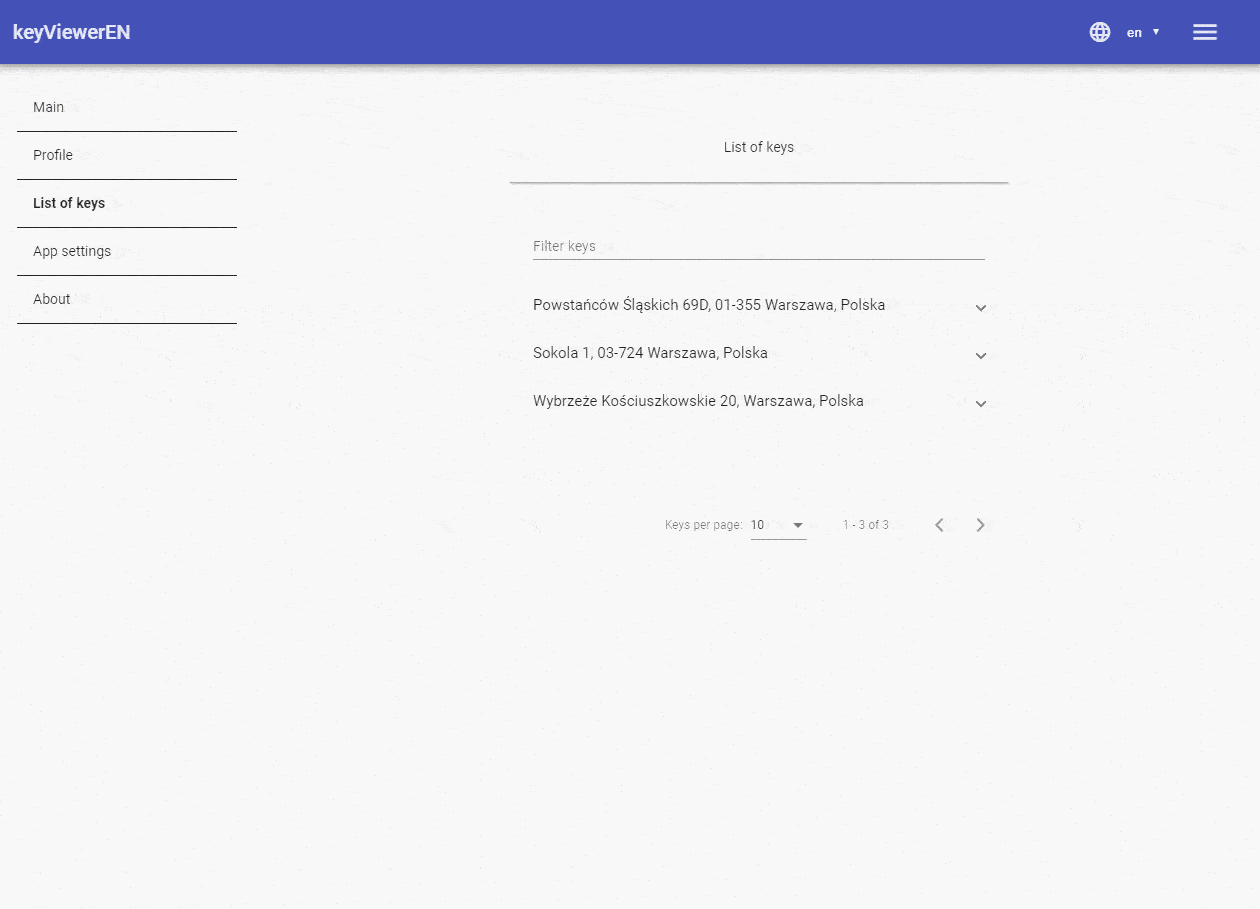 keyViewerEN
en
Main
Profile
List of keys
App settings
About
List of keys
Filter keys
Powstańców Śląskich 69D, 01-355 Warszawa, Polska
Sokola 1, 03-724 Warszawa, Polska
Wybrzeże Kościuszkowskie 20, Warszawa, Polska
Keys per page: 10 1 - 3 of 3